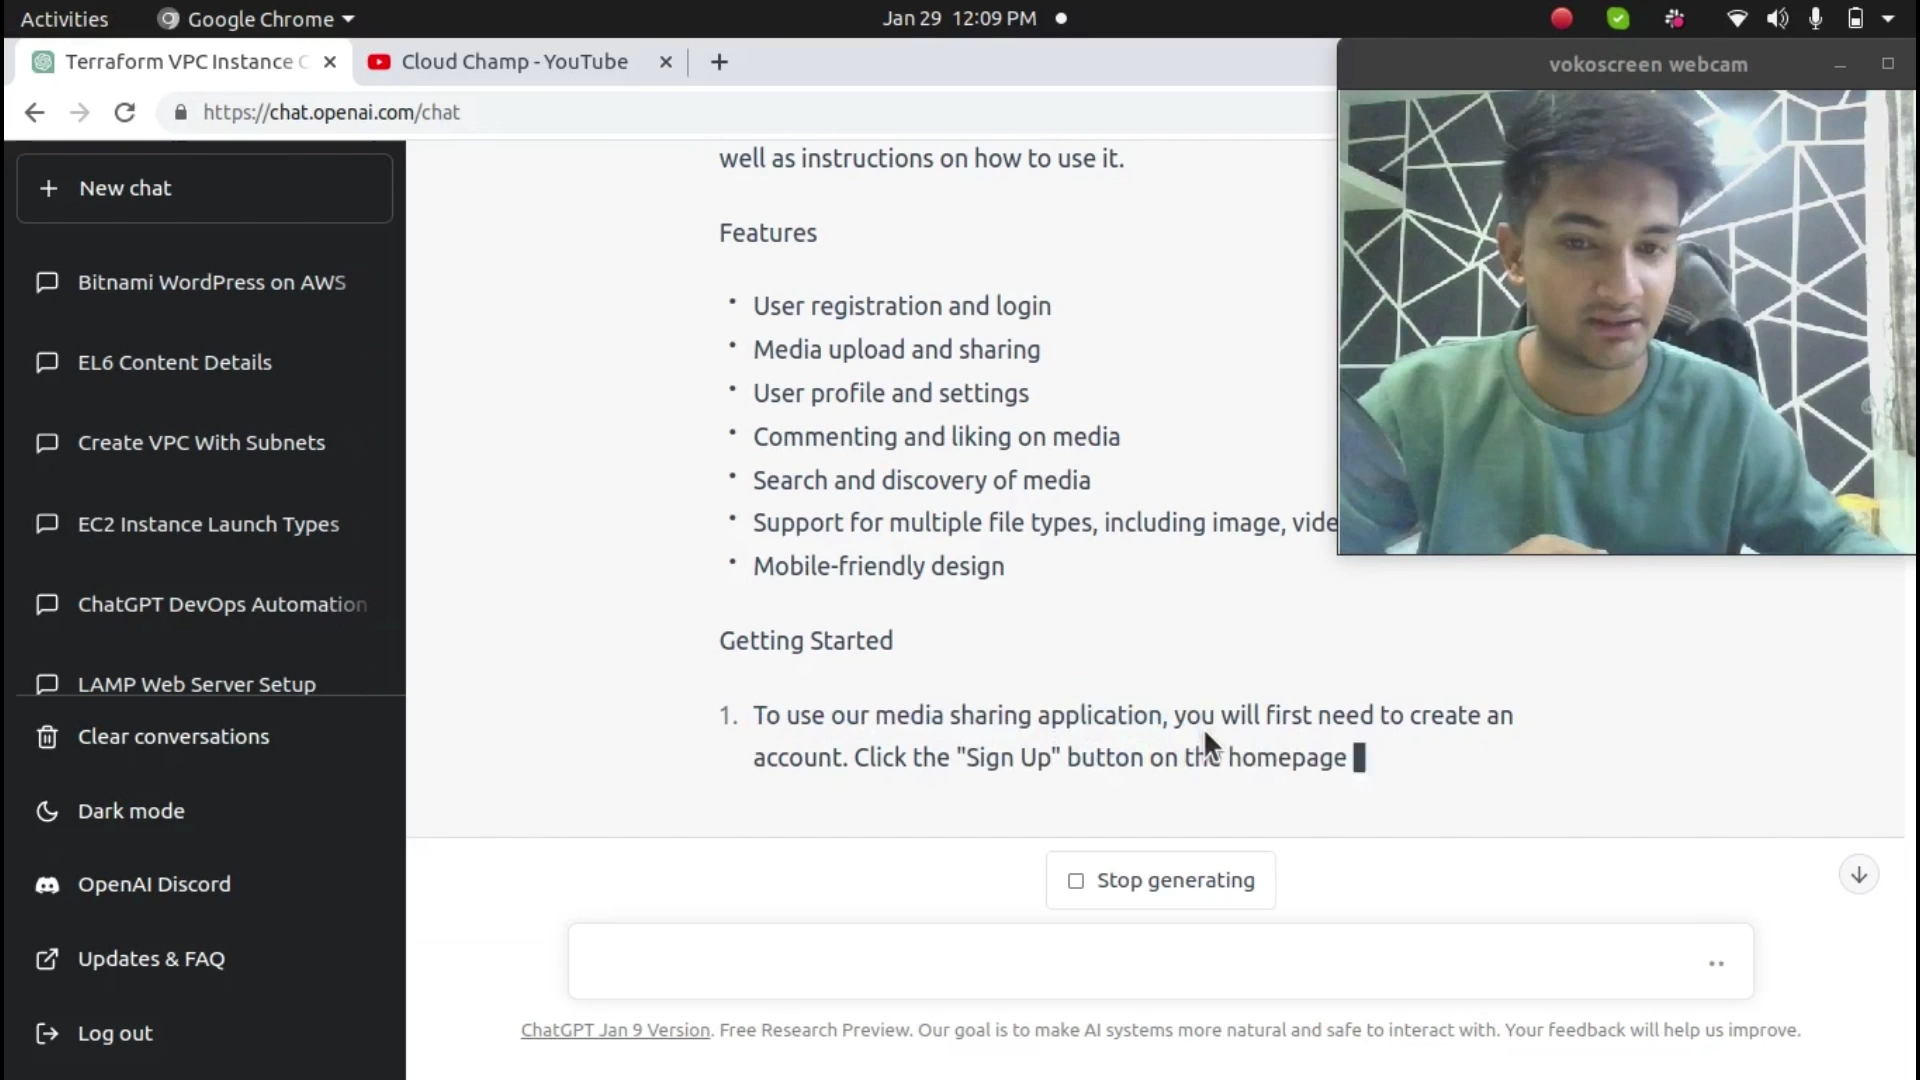 Activities
Google Chrome
Jan 29 12:09 PM
Terraform VPC Instance
Cloud Champ - YouTube
vokoscreen webcam
https://chat.openai.com/chat
New chat
Bitnami WordPress on AWS
EL6 Content Details
Create VPC With Subnets
EC2 Instance Launch Types
ChatGPT DevOps Automation
LAMP Web Server Setup
Clear conversations
Dark mode
OpenAI Discord
Updates & FAQ
Log out
well as instructions on how to use it.
Features
• User registration and login
• Media upload and sharing
• User profile and settings
• Commenting and liking on media
• Search and discovery of media
• Support for multiple file types, including image, vide
• Mobile-friendly design
Getting Started
1. To use our media sharing application, you will first need to create an
account. Click the "Sign Up" button on the homepage
Stop generating
ChatGPT Jan 9 Version. Free Research Preview. Our goal is to make AI systems more natural and safe to interact with. Your feedback will help us improve.